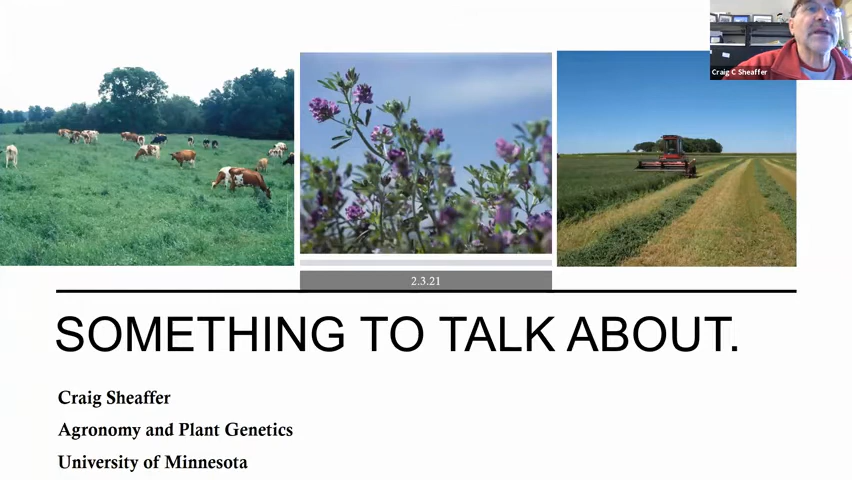 Craig C Sheaffer
2.3.21
SOMETHING TO TALK ABOUT.
Craig Sheaffer
Agronomy and Plant Genetics
University of Minnesota